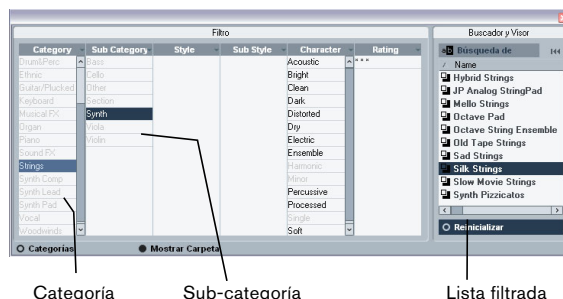 Filtro
Buscador y Visor
Category Sub Category Style Sub Style Character Rating
Búsqueda de
Name
Drum&Perc
Ethnic
Guitar/Plucked
Keyboard
Musical FX
Organ
Piano
Sound FX
Strings
Synth Comp
Synth Lead
Synth Pad
Vocal
Woodwinds
Bass
Cello
Other
Section
Synth
Viola
Violin
Acoustic
Bright
Clean
Dark
Distorted
Dry
Electric
Ensemble
Harmonic
Minor
Percussive
Processed
Single
Soft
***
Hybrid Strings
JP Analog StringPad
Mello Strings
Octave Pad
Octave String Ensemble
Old Tape Strings
Sad Strings
Silk Strings
Slow Movie Strings
Synth Pizzicatos
Categorías
Mostrar Carpeta
Reinicializar
Categoría
Sub-categoría
Lista filtrada